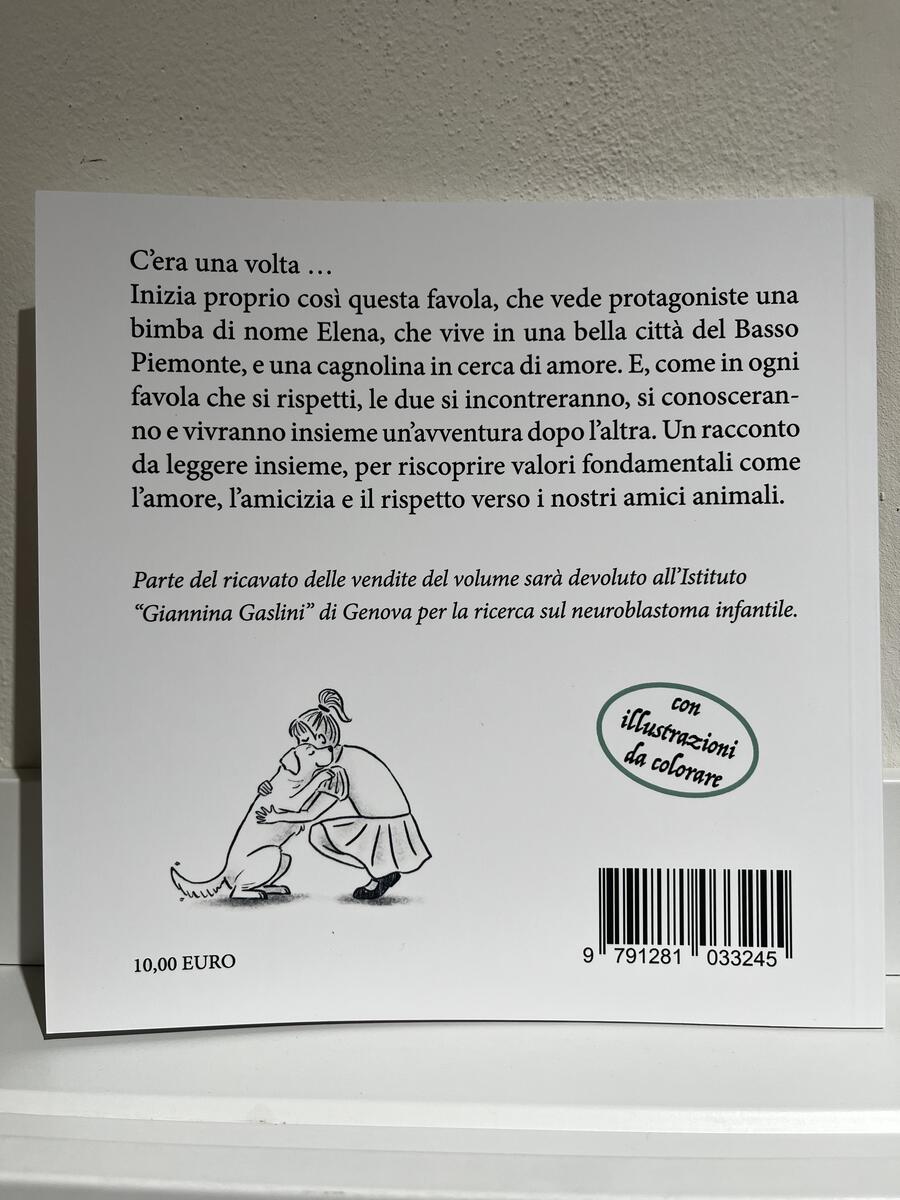 C’era una volta …
Inizia proprio così questa favola, che vede protagoniste una
bimba di nome Elena, che vive in una bella città del Basso
Piemonte, e una cagnolina in cerca di amore. E, come in ogni
favola che si rispetti, le due si incontreranno, si conosceran-
no e vivranno insieme un’avventura dopo l’altra. Un racconto
da leggere insieme, per riscoprire valori fondamentali come
l’amore, l’amicizia e il rispetto verso i nostri amici animali.
Parte del ricavato delle vendite del volume sarà devoluto all’Istituto
“Giannina Gaslini” di Genova per la ricerca sul neuroblastoma infantile.
con
illustrazioni
da colorare
10,00 EURO
9 791281 033245